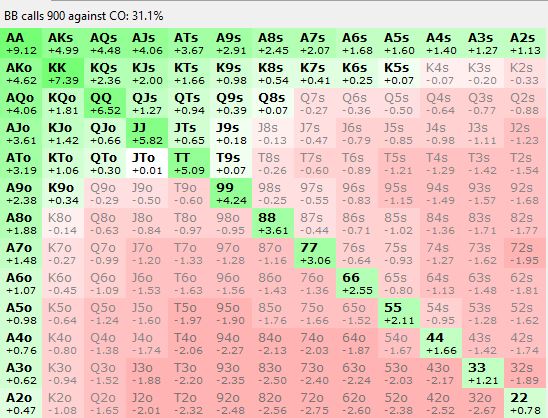 BB calls 900 against CO: 31.1%
AA AKs AQs AJs ATs A9s A8s A7s A6s A5s A4s A3s A2s
+9.12 +4.99 +4.48 +4.06 +3.67 +2.91 +2.45 +2.07 +1.68 +1.60 +1.40 +1.27 +1.13
AKo KK KQs KJs KTs K9s K8s K7s K6s K5s K4s K3s K2s
+4.62 +7.39 +2.36 +2.00 +1.66 +0.98 +0.54 +0.41 +0.25 +0.07 -0.07 -0.20 -0.33
AQo KQo QQ QJs QTs Q9s Q8s Q7s Q6s Q5s Q4s Q3s Q2s
+4.06 +1.81 +6.52 +1.27 +0.94 +0.39 +0.07 -0.27 -0.36 -0.50 -0.64 -0.77 -0.88
AJo KJo QJo JJ JTs J9s J8s J7s J6s J5s J4s J3s J2s
+3.61 +1.42 +0.66 +5.82 +0.65 +0.18 -0.13 -0.47 -0.79 -0.85 -0.98 -1.11 -1.23
ATo KTo QTo JTo TT T9s T8s T7s T6s T5s T4s T3s T2s
+3.19 +1.06 +0.30 +0.01 +5.09 +0.07 -0.26 -0.60 -0.89 -1.21 -1.29 -1.42 -1.54
A9o K9o Q9o J9o T9o 99 98s 97s 96s 95s 94s 93s 92s
+2.38 +0.34 -0.29 -0.50 -0.60 +4.24 -0.25 -0.55 -0.83 -1.15 -1.49 -1.57 -1.68
A8o K8o Q8o J8o T8o 98o 88 87s 86s 85s 84s 83s 82s
+1.88 -0.14 -0.63 -0.84 -0.97 -0.95 +3.61 -0.44 -0.71 -1.02 -1.36 -1.71 -1.77
A7o K7o Q7o J7o T7o 97o 87o 77 76s 75s 74s 73s 72s
+1.48 -0.27 -0.99 -1.20 -1.33 -1.28 -1.16 +3.06 -0.64 -0.93 -1.27 -1.62 -1.95
A6o K6o Q6o J6o T6o 96o 86o 76o 66 65s 64s 63s 62s
+1.07 -0.45 -1.09 -1.53 -1.63 -1.56 -1.43 -1.36 +2.55 -0.80 -1.13 -1.48 -1.81
A5o K5o Q5o J5o T5o 95o 85o 75o 65o 55 54s 53s 52s
+0.98 -0.64 -1.24 -1.60 -1.97 -1.90 -1.76 -1.66 -1.52 +2.11 -0.95 -1.28 -1.62
A4o K4o Q4o J4o T4o 94o 84o 74o 64o 54o 44 43s 42s
+0.76 -0.80 -1.38 -1.74 -2.06 -2.27 -2.13 -2.03 -1.87 -1.67 +1.66 -1.42 -1.74
A3o K3o Q3o J3o T3o 93o 83o 73o 63o 53o 43o 33 32s
+0.62 -0.94 -1.52 -1.88 -2.20 -2.35 -2.50 -2.40 -2.24 -2.03 -2.17 +1.21 -1.89
A2o K2o Q2o J2o T2o 92o 82o 72o 62o 52o 42o 32o 22
+0.47 -1.08 -1.65 -2.01 -2.32 -2.48 -2.56 -2.75 -2.60 -2.38 -2.52 -2.69 +0.78